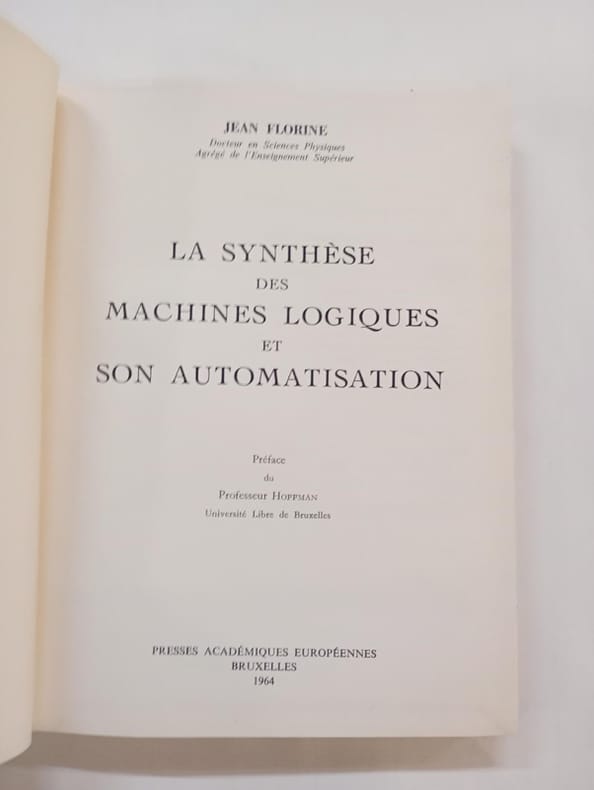 JEAN FLORINE
Docteur en Sciences Physiques
Agrégé de l'Enseignement Supérieur
LA SYNTHÈSE
DES
MACHINES LOGIQUES
ET
SON AUTOMATISATION
Préface
du
Professeur HOFFMAN
Université Libre de Bruxelles
PRESSES ACADÉMIQUES EUROPÉENNES
BRUXELLES
1964